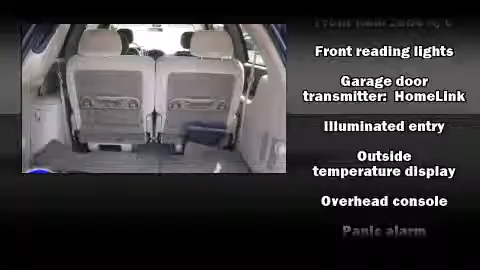 Front reading lights
Garage door
transmitter: HomeLink
Illuminated entry
Outside
temperature display
Overhead console
Panic alarm